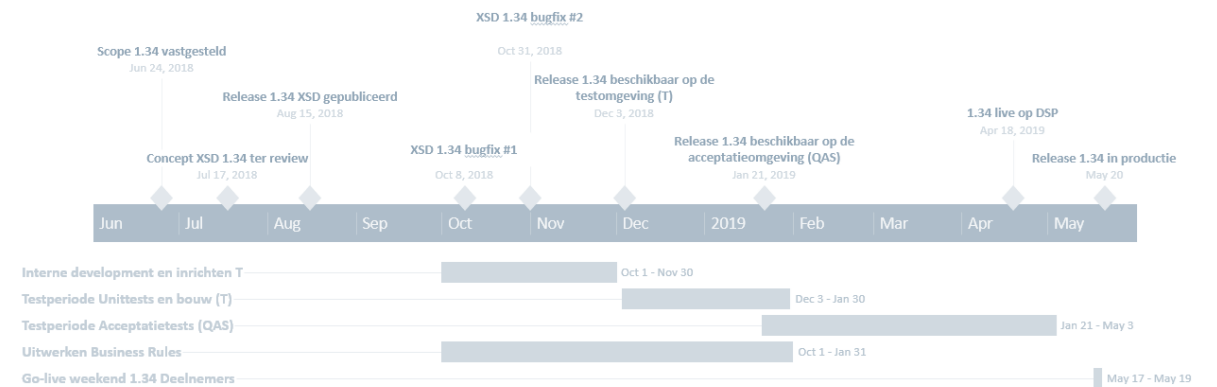 XSD 1.34 bugfix #2
Oct 31, 2018
Scope 1.34 vastgesteld
Jun 24, 2018
Release 1.34 beschikbaar op de
testomgeving (T)
Dec 3, 2018
Release 1.34 XSD gepubliceerd
Aug 15, 2018
1.34 live op DSP
Apr 18, 2019
Release 1.34 beschikbaar op de
acceptatieomgeving (QAS)
Jan 21, 2019
XSD 1.34 bugfix #1
Oct 8, 2018
Concept XSD 1.34 ter review
Jul 17, 2018
Release 1.34 in productie
May 20
Jun Jul Aug Sep Oct Nov Dec 2019 Feb Mar Apr May
Interne development en inrichten T Oct 1 - Nov 30
Testperiode Unittests en bouw (T) Dec 3 - Jan 30
Testperiode Acceptatietests (QAS) Jan 21 - May 3
Uitwerken Business Rules Oct 1 - Jan 31
Go-live weekend 1.34 Deelnemers May 17 - May 19